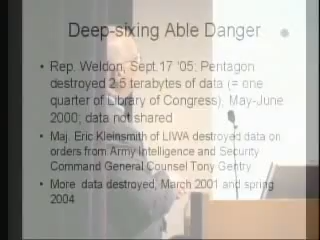 Deep-sixing Able Danger
• Rep. Weldon, Sept.17 '05: Pentagon
destroyed 2.5 terabytes of data (= one
quarter of Library of Congress), May-June
2000; data not shared
• Maj. Eric Kleinsmith of LIWA destroyed data on
orders from Army Intelligence and Security
Command General Counsel Tony Gentry
• More data destroyed, March 2001 and spring
2004